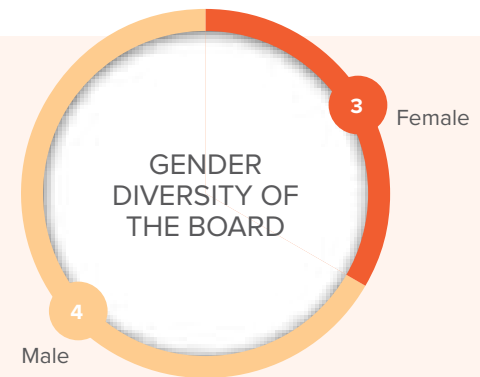 3
Female
GENDER
DIVERSITY OF
THE BOARD
4
Male